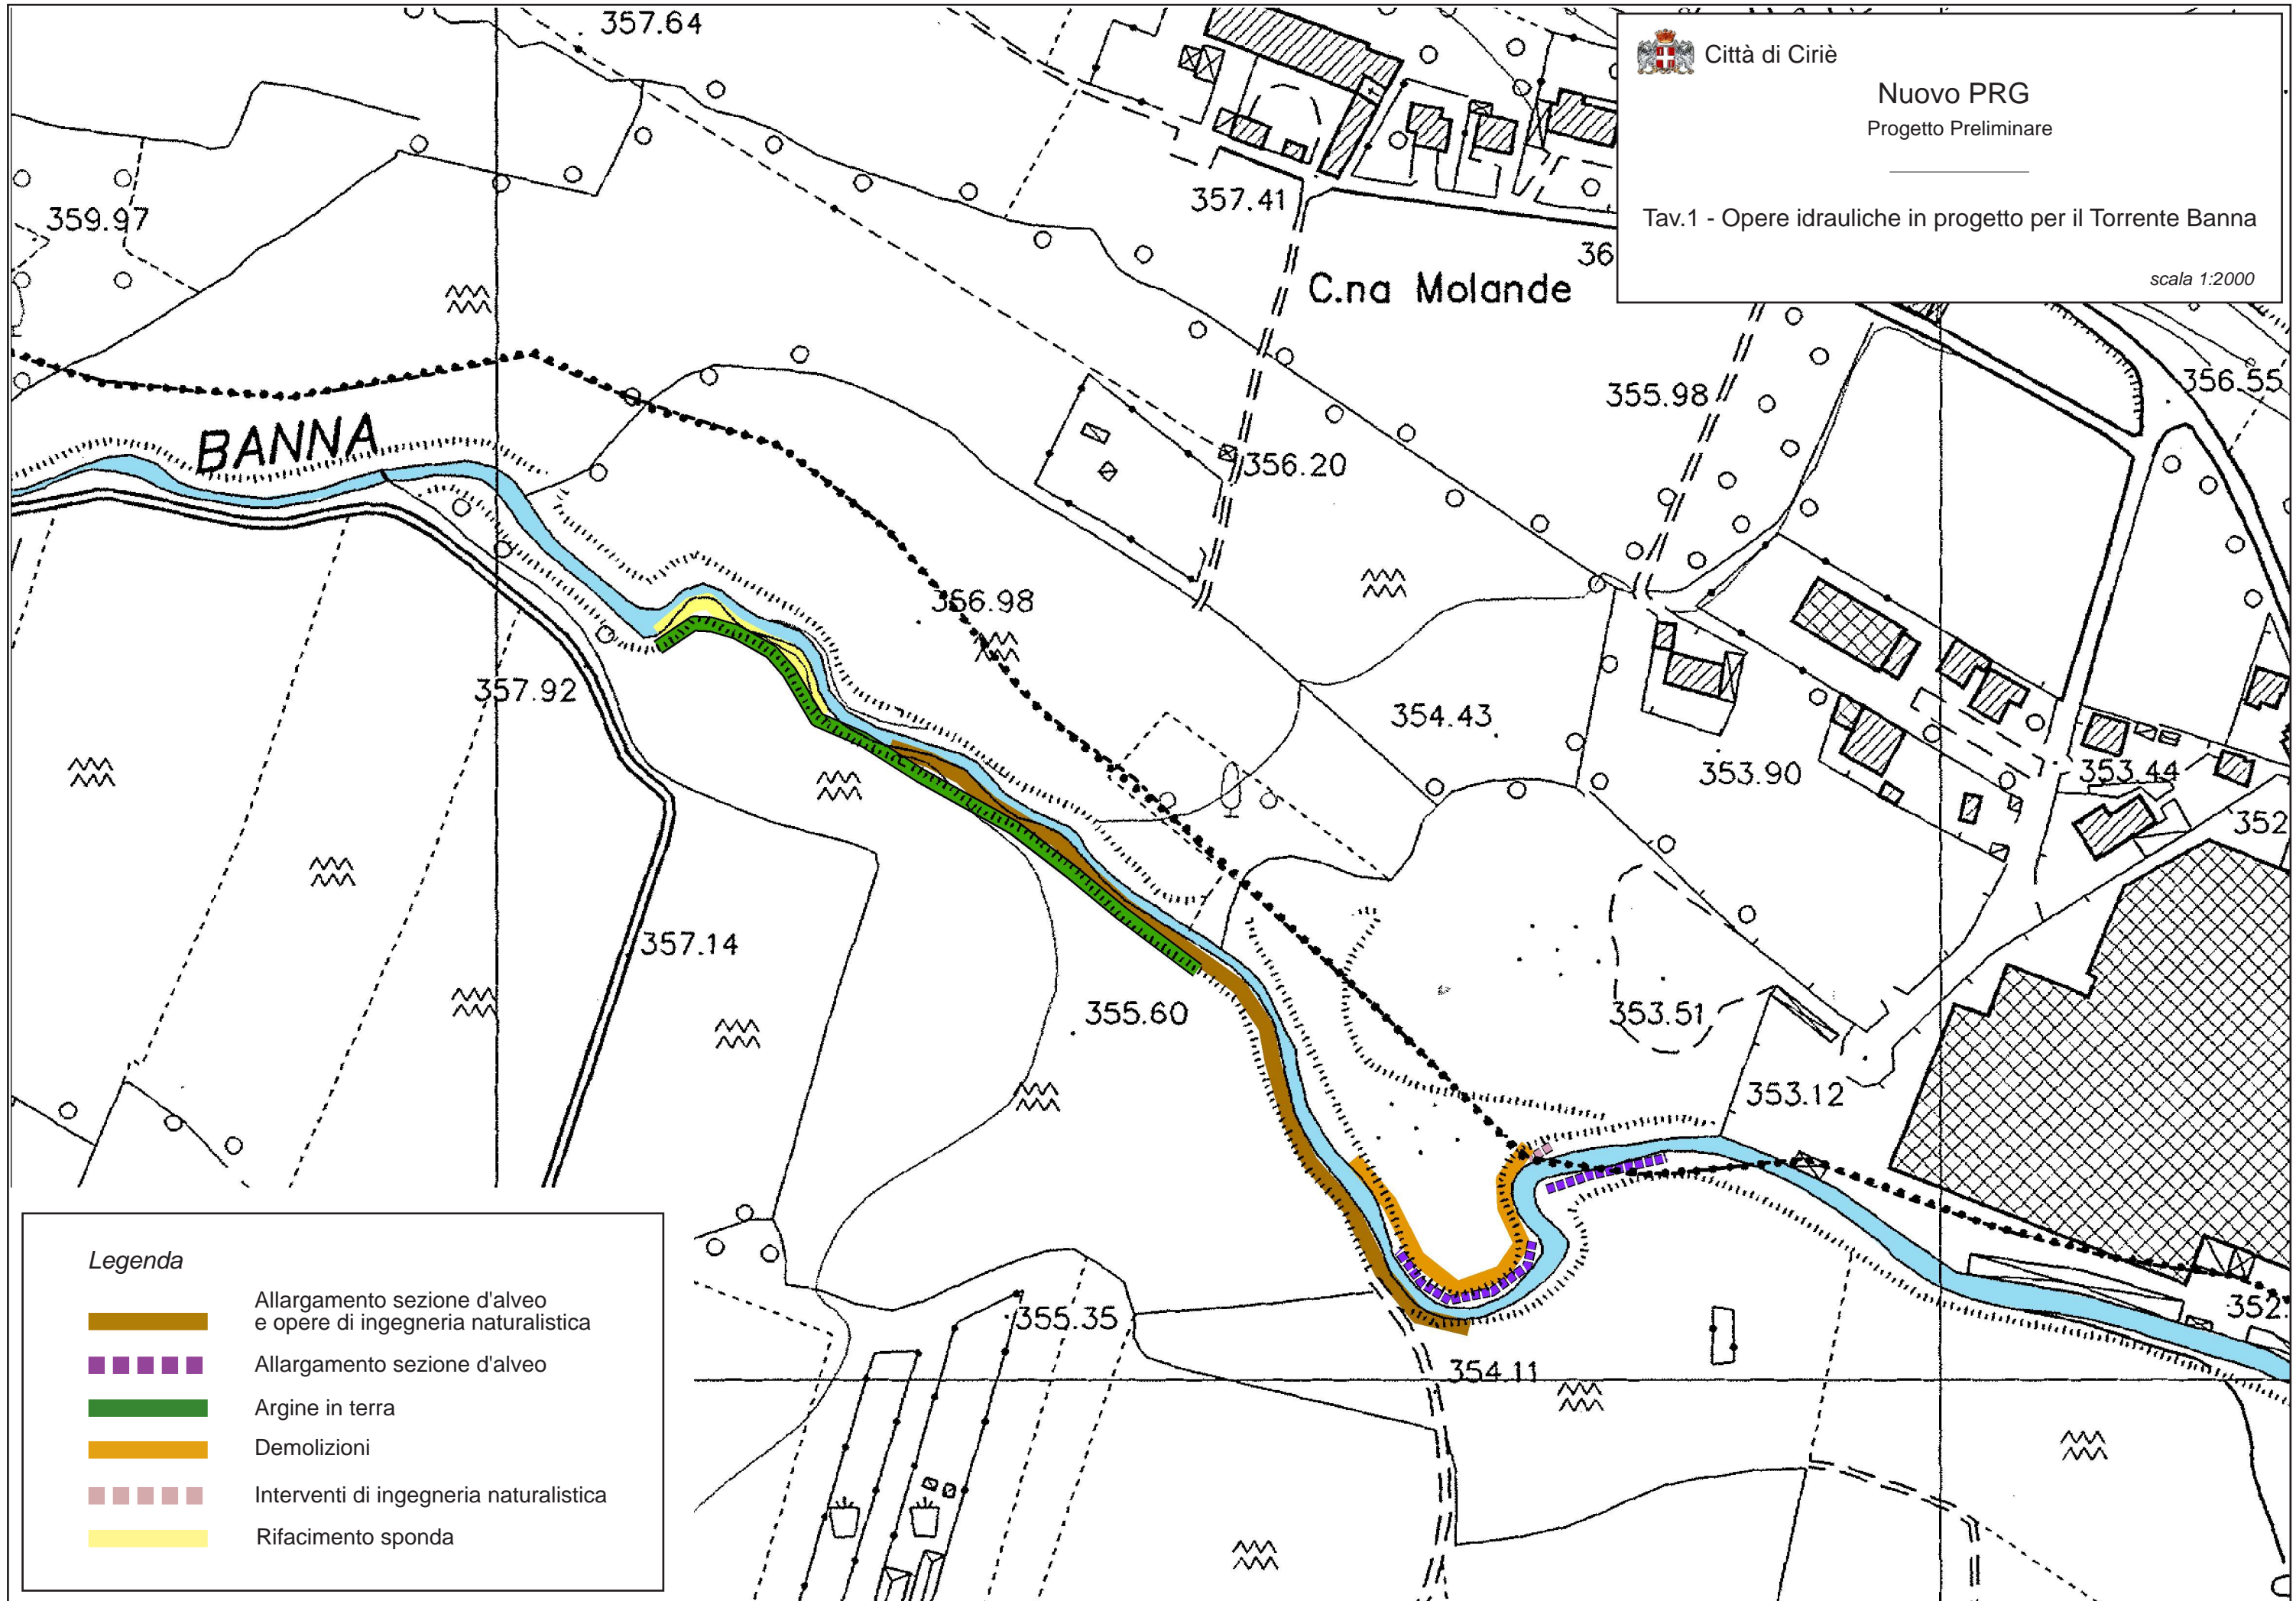 357.64
Città di Ciriè
Nuovo PRG
Progetto Preliminare
Tav.1 - Opere idrauliche in progetto per il Torrente Banna
scala 1:2000
359.97
357.41
36
C.na Molande
355.98
356.55
BANNA
356.20
356.98
357.92
354.43
353.90
353.44
352
357.14
355.60
353.51
353.12
352.
355.35
354.11
Legenda
Allargamento sezione d'alveo
e opere di ingegneria naturalistica
Allargamento sezione d'alveo
Argine in terra
Demolizioni
Interventi di ingegneria naturalistica
Rifacimento sponda